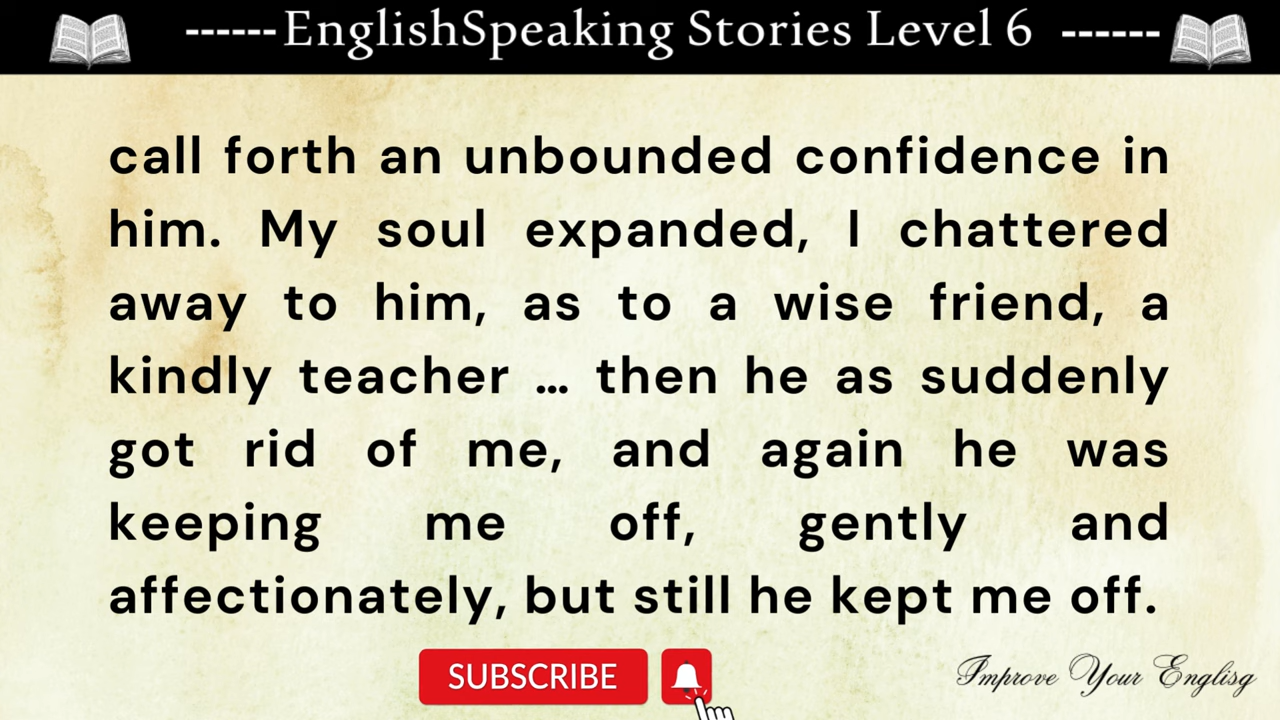 ------EnglishSpeaking Stories Level 6 ------
call forth an unbounded confidence in
him. My soul expanded, I chattered
away to him, as to a wise friend, a
kindly teacher … then he as suddenly
got rid of me, and again he was
keeping me off, gently and
affectionately, but still he kept me off.
SUBSCRIBE
Improve Your Englisg